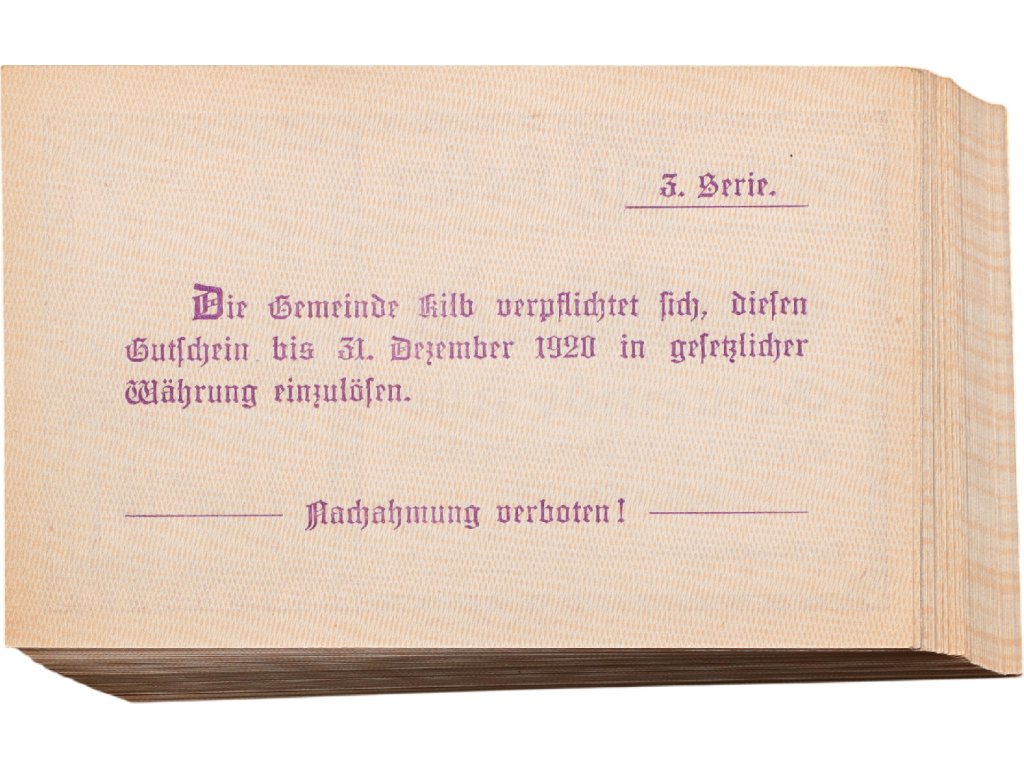 3. Serie.
Die Gemeinde Kilb verpflichtet sich, diesen
Gutschein bis 31. Dezember 1920 in gesetzlicher
Währung einzulösen.
Nachahmung verboten!